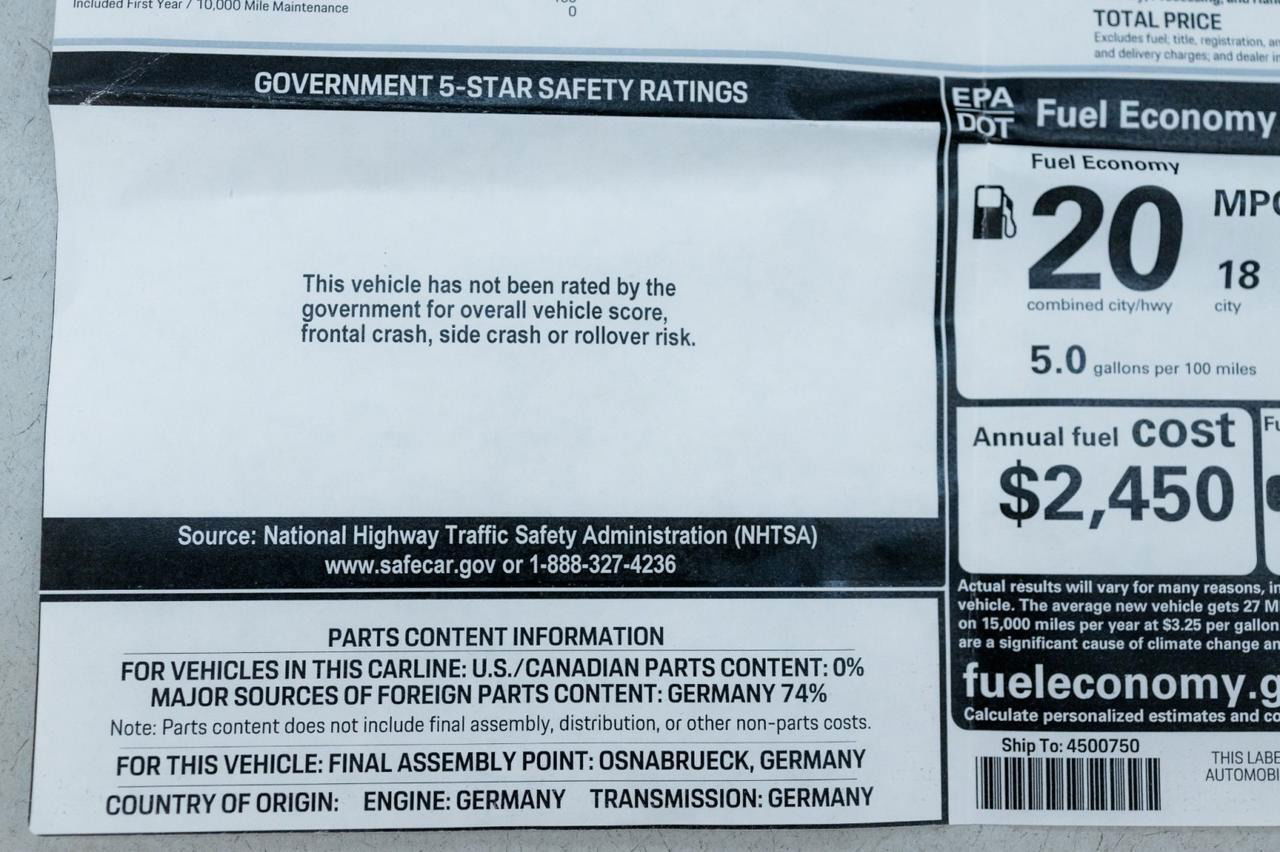 Included First Year / 10,000 Mile Maintenance
0
TOTAL PRICE
Excludes fuel, title, registration,
and delivery charges; and dealer
GOVERNMENT 5-STAR SAFETY RATINGS
This vehicle has not been rated by the
government for overall vehicle score,
frontal crash, side crash or rollover risk.
Source: National Highway Traffic Safety Administration (NHTSA)
www.safecar.gov or 1-888-327-4236
PARTS CONTENT INFORMATION
FOR VEHICLES IN THIS CARLINE: U.S./CANADIAN PARTS CONTENT: 0%
MAJOR SOURCES OF FOREIGN PARTS CONTENT: GERMANY 74%
Note: Parts content does not include final assembly, distribution, or other non-parts costs.
FOR THIS VEHICLE: FINAL ASSEMBLY POINT: OSNABRUECK, GERMANY
COUNTRY OF ORIGIN: ENGINE: GERMANY TRANSMISSION: GERMANY
EPA
DOT
Fuel Economy
Fuel Economy
20
combined city/hwy
18
city
5.0 gallons per 100 miles
Annual fuel cost
$2,450
Actual results will vary for many reasons,
vehicle. The average new vehicle gets 27
on 15,000 miles per year at $3.25 per gallon
are a significant cause of climate change
fueleconomy.g
Calculate personalized estimates and
Ship To: 4500750
THIS